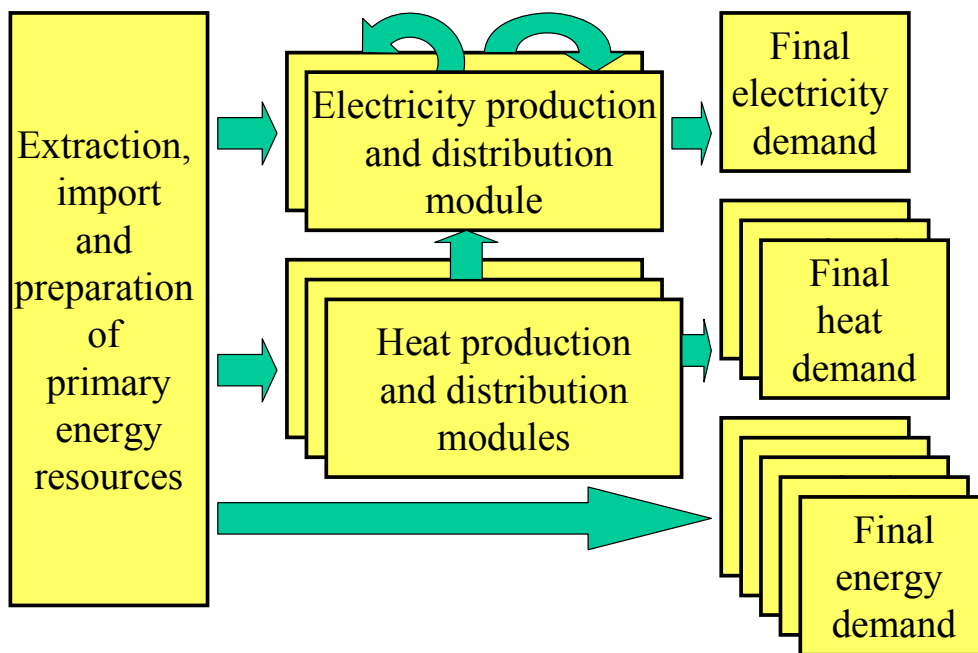 Extraction,
import
and
preparation
of
primary
energy
resources
Electricity production
and distribution
module
Final
electricity
demand
Heat production
and distribution
modules
Final
heat
demand
Final
energy
demand